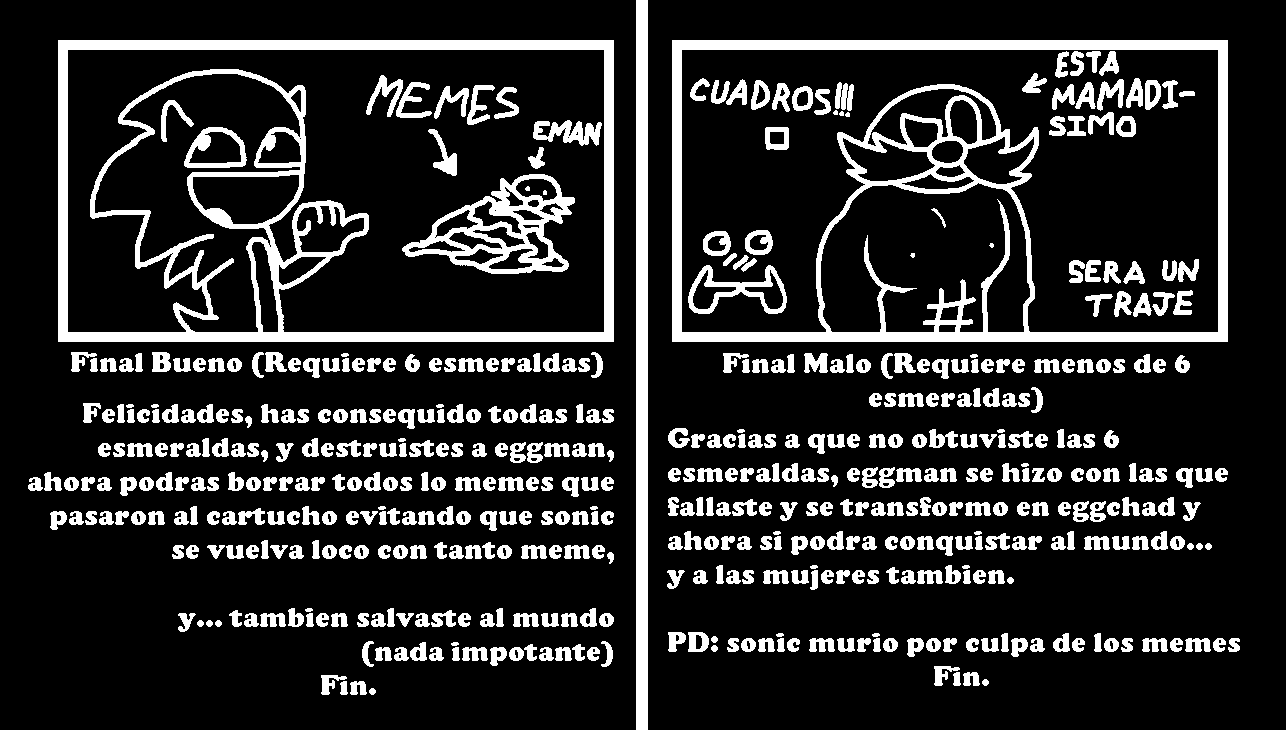 MEMES
EMAN
Final Bueno (Requiere 6 esmeraldas)
Felicidades, has consequido todas las
esmeraldas, y destruistes a eggman,
ahora podras borrar todos lo memes que
pasaron al cartucho evitando que sonic
se vuelva loco con tanto meme,
y... tambien salvaste al mundo
(nada impotante)
Fin.
CUADROS!!!
ESTA
MAMADI-
SIMO
SERA UN
TRAJE
Final Malo (Requiere menos de 6
esmeraldas)
Gracias a que no obtuviste las 6
esmeraldas, eggman se hizo con las que
fallaste y se transformo en eggchad y
ahora si podra conquistar al mundo...
y a las mujeres tambien.
PD: sonic murio por culpa de los memes
Fin.